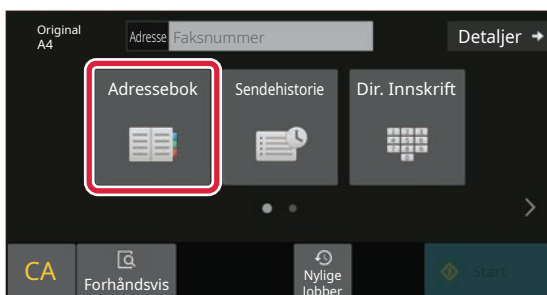 Original
A4
Adresse Faksnummer
Detaljer
Adressebok
Sendehistorie
Dir. Innskrift
CA
Forhåndsvis
Nylige
Jobber
Start